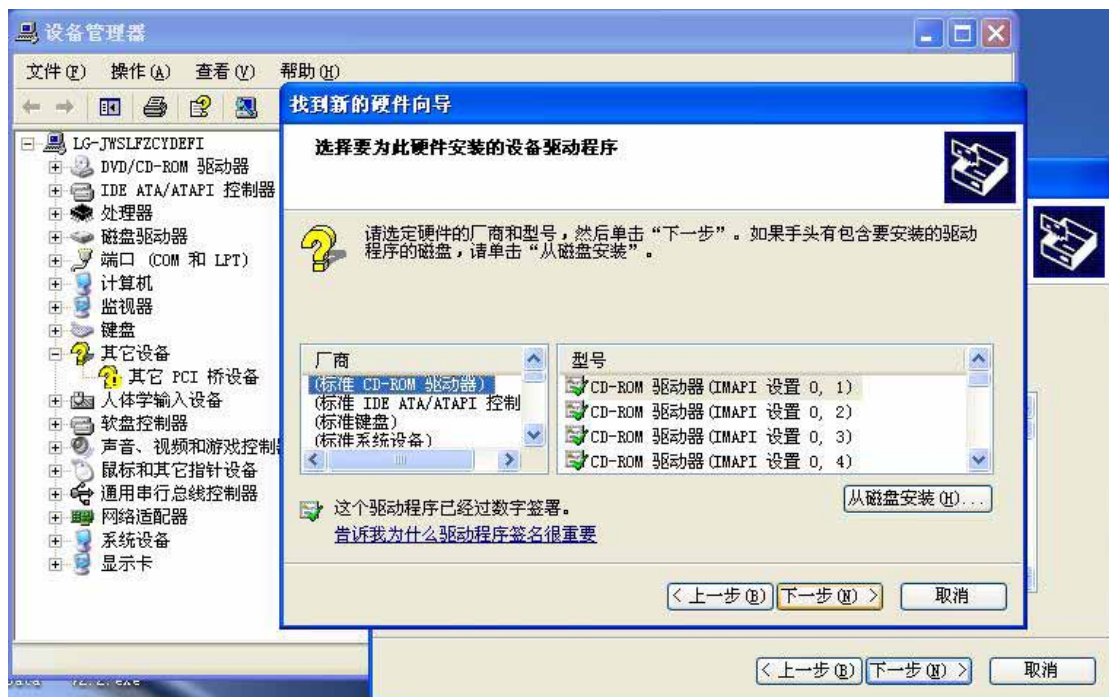 设备管理器
文件(F) 操作(A) 查看(V) 帮助(H)
LG-JWSLFZCYDEFI
DVD/CD-ROM 驱动器
IDE ATA/ATAPI 控制器
处理器
磁盘驱动器
端口 (COM 和 LPT)
计算机
监视器
键盘
其它设备
其它 PCI 桥设备
人体学输入设备
软盘控制器
声音、视频和游戏控制
鼠标和其它指针设备
通用串行总线控制器
网络适配器
系统设备
显示卡
找到新的硬件向导
选择要为此硬件安装的设备驱动程序
请选定硬件的厂商和型号，然后单击“下一步”。如果手头有包含要安装的驱动
程序的磁盘，请单击“从磁盘安装”。
厂商
(标准 CD-ROM 驱动器)
(标准 IDE ATA/ATAPI 控制
(标准键盘)
(标准系统设备)
型号
CD-ROM 驱动器(IMAPI 设置 0, 1)
CD-ROM 驱动器(IMAPI 设置 0, 2)
CD-ROM 驱动器(IMAPI 设置 0, 3)
CD-ROM 驱动器(IMAPI 设置 0, 4)
从磁盘安装(H)...
这个驱动程序已经过数字签署。
告诉我为什么驱动程序签名很重要
< 上一步(B) 下一步(N) > 取消
< 上一步(B) 下一步(N) > 取消